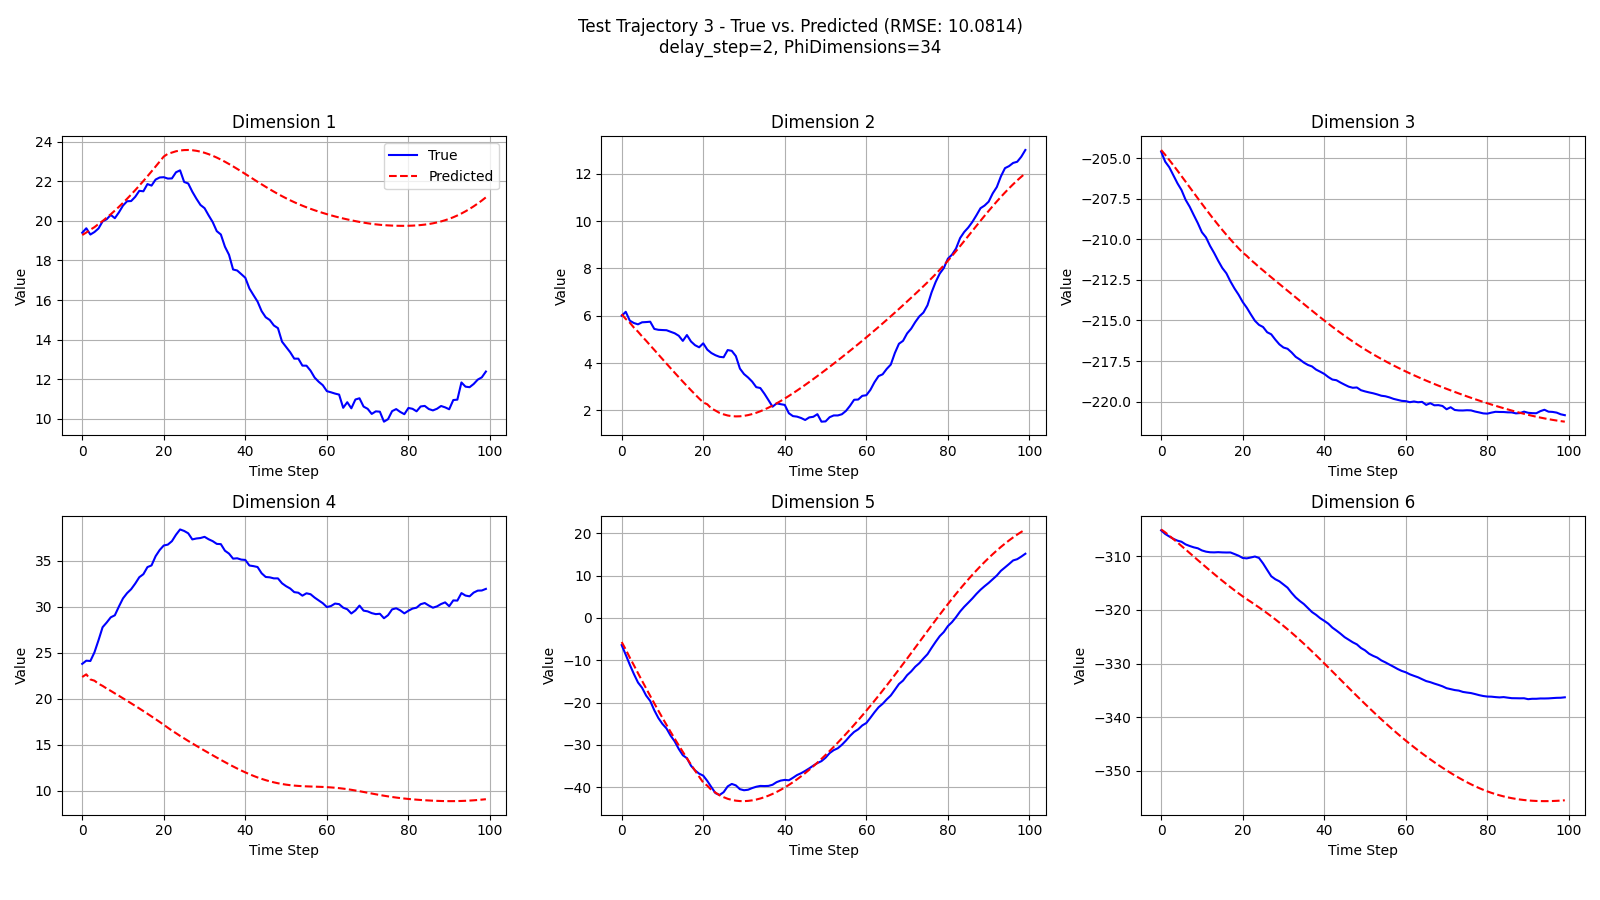 Test Trajectory 3 - True vs. Predicted (RMSE: 10.0814)
delay_step=2, PhiDimensions=34
Dimension 1
24
22
20
18
16
14
12
10
Value
0 20 40 60 80 100
Time Step
True
Predicted
Dimension 2
12
10
8
6
4
2
Value
0 20 40 60 80 100
Time Step
Dimension 3
−205.0
−207.5
−210.0
−212.5
−215.0
−217.5
−220.0
Value
0 20 40 60 80 100
Time Step
Dimension 4
35
30
25
20
15
10
Value
0 20 40 60 80 100
Time Step
Dimension 5
20
10
0
−10
−20
−30
−40
Value
0 20 40 60 80 100
Time Step
Dimension 6
−310
−320
−330
−340
−350
Value
0 20 40 60 80 100
Time Step